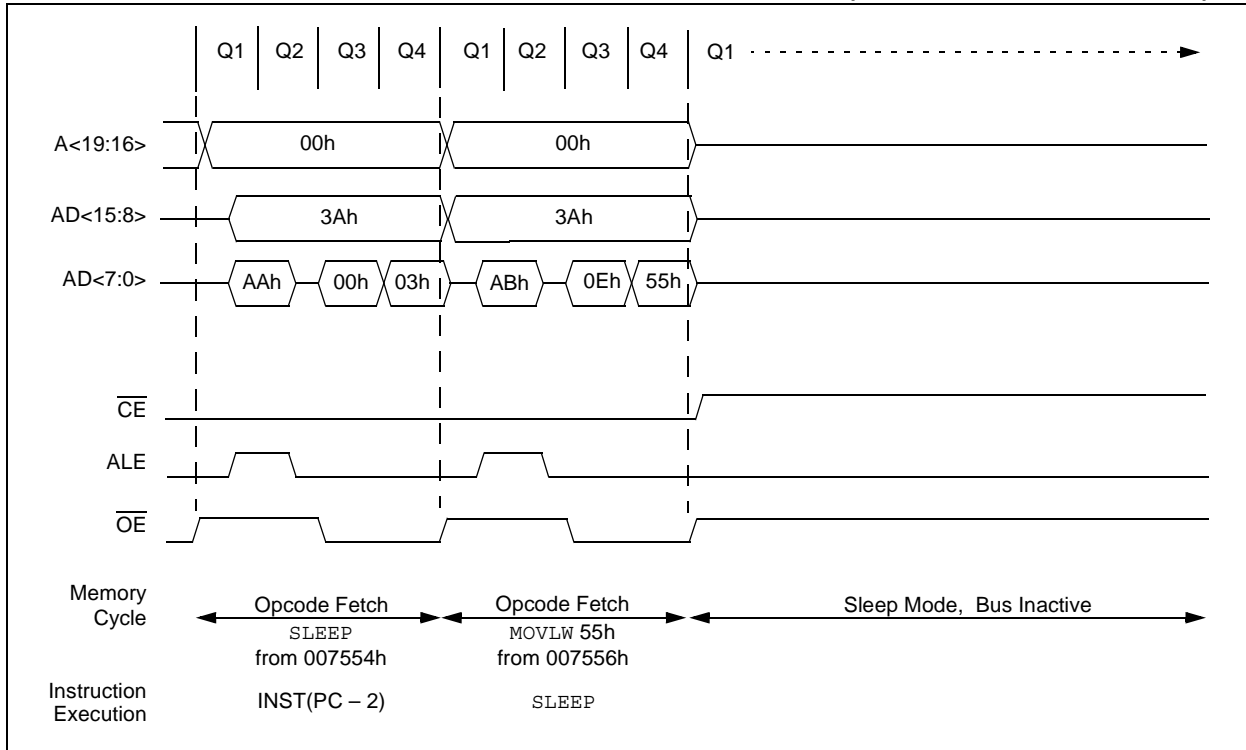 Q1 Q2 Q3 Q4 Q1 Q2 Q3 Q4 Q1
A<19:16> 00h 00h
AD<15:8> 3Ah 3Ah
AD<7:0> AAh 00h 03h ABh 0Eh 55h
CE
ALE
OE
Memory
Cycle
Opcode Fetch
SLEEP
from 007554h
Opcode Fetch
MOVLW 55h
from 007556h
Sleep Mode, Bus Inactive
Instruction
Execution
INST(PC – 2)
SLEEP